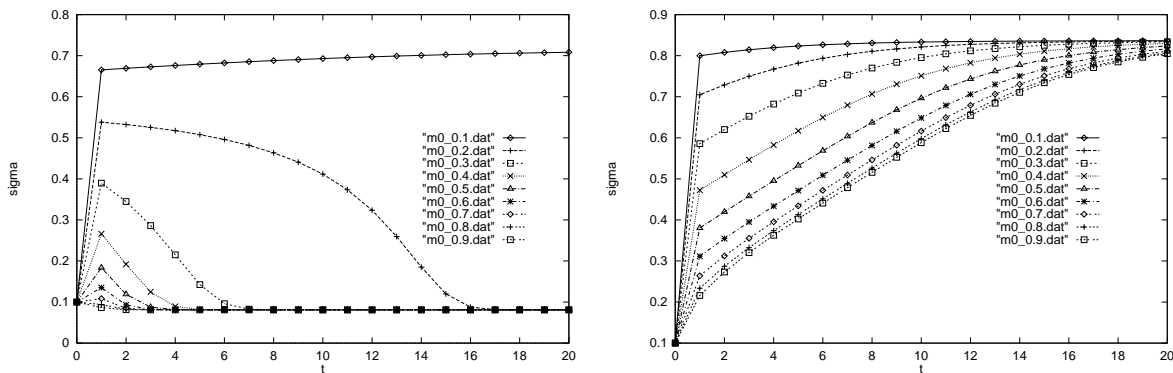 0.8
0.7
0.6
0.5
0.4
0.3
0.2
0.1
0
sigma
0 2 4 6 8 10 12 14 16 18 20
t
"m0_0.1.dat"
"m0_0.2.dat"
"m0_0.3.dat"
"m0_0.4.dat"
"m0_0.5.dat"
"m0_0.6.dat"
"m0_0.7.dat"
"m0_0.8.dat"
"m0_0.9.dat"
0.9
0.8
0.7
0.6
0.5
0.4
0.3
0.2
0.1
sigma
0 2 4 6 8 10 12 14 16 18 20
t
"m0_0.1.dat"
"m0_0.2.dat"
"m0_0.3.dat"
"m0_0.4.dat"
"m0_0.5.dat"
"m0_0.6.dat"
"m0_0.7.dat"
"m0_0.8.dat"
"m0_0.9.dat"